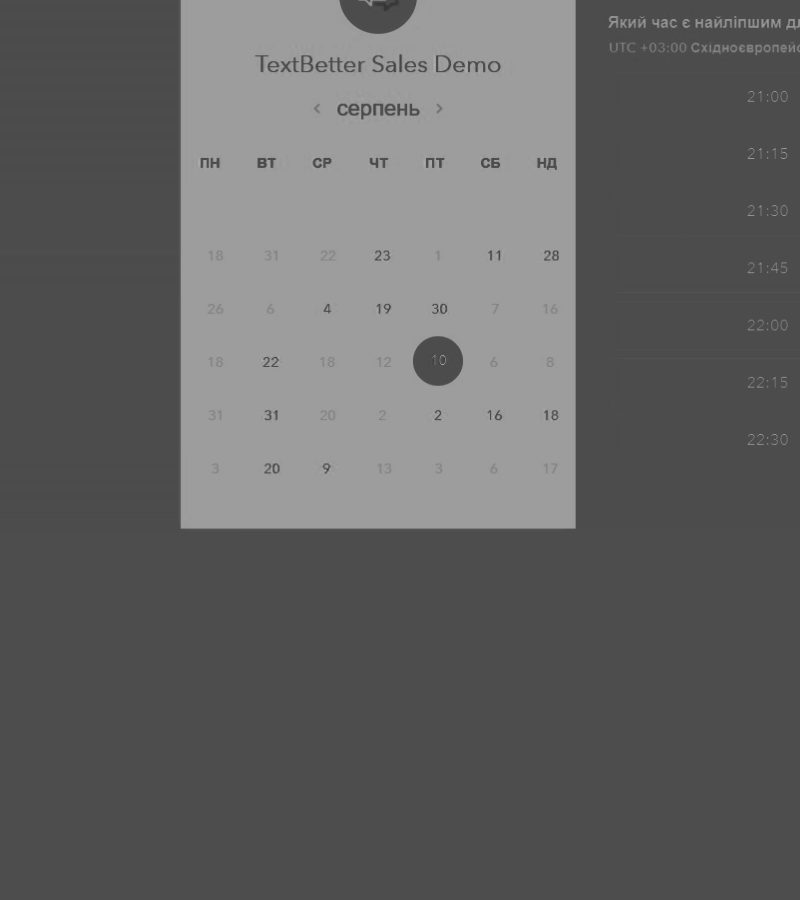 TextBetter Sales Demo
< серпень >
ПН ВТ СР ЧТ ПТ СБ НД
18 31 22 23 1 11 28
26 6 4 19 30 7 16
18 22 18 12 10 6 8
31 31 20 2 2 16 18
3 20 9 13 3 6 17
Який час є найліпшим
UTC +03:00
21:00
21:15
21:30
21:45
22:00
22:15
22:30